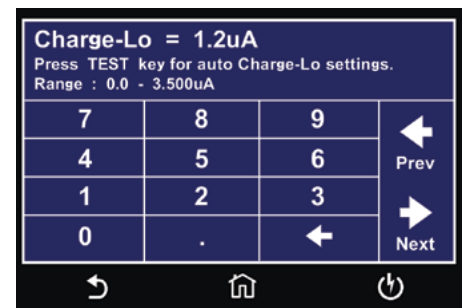 Charge-Lo = 1.2uA
Press TEST key for auto Charge-Lo settings.
Range : 0.0 - 3.500uA
7 8 9
4 5 6 Prev
1 2 3
0 . Next